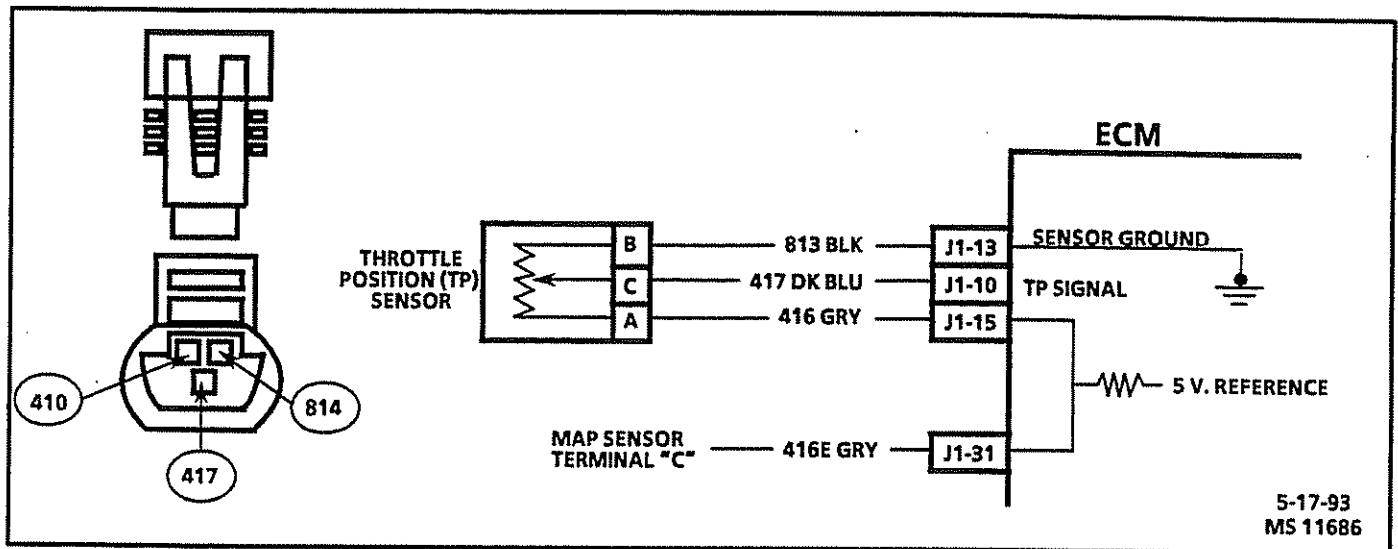 ECM
THROTTLE
POSITION (TP)
SENSOR
B
813 BLK
J1-13
SENSOR GROUND
C
417 DK BLU
J1-10
TP SIGNAL
A
416 GRY
J1-15
5 V. REFERENCE
MAP SENSOR
TERMINAL "C"
416E GRY
J1-31
410
814
417
5-17-93
MS 11686